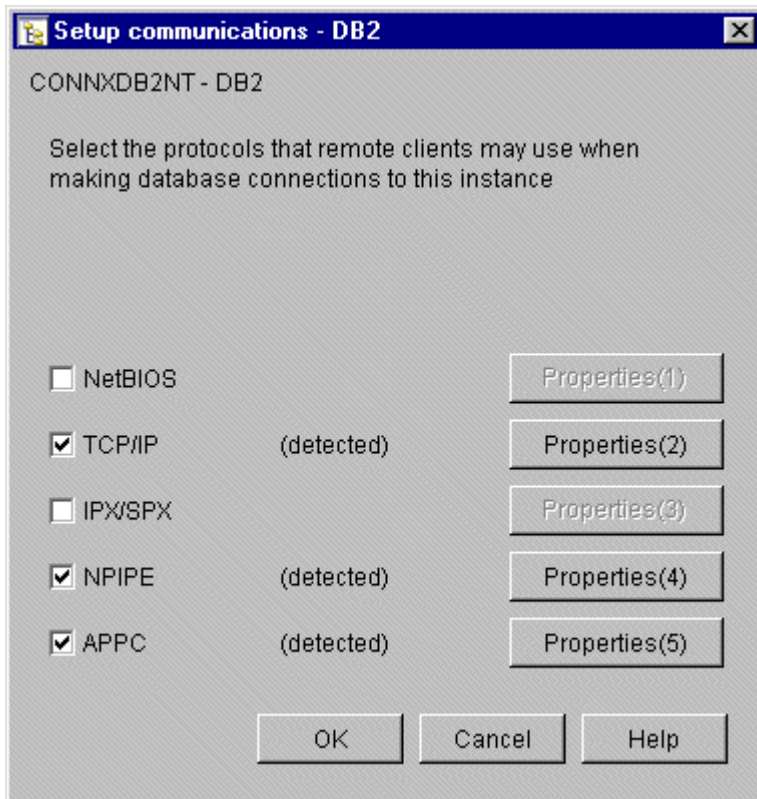 Setup communications - DB2
CONNXDB2NT - DB2
Select the protocols that remote clients may use when
making database connections to this instance
NetBIOS Properties(1)
TCP/IP (detected) Properties(2)
IPX/SPX Properties(3)
NPIPE (detected) Properties(4)
APPC (detected) Properties(5)
OK Cancel Help